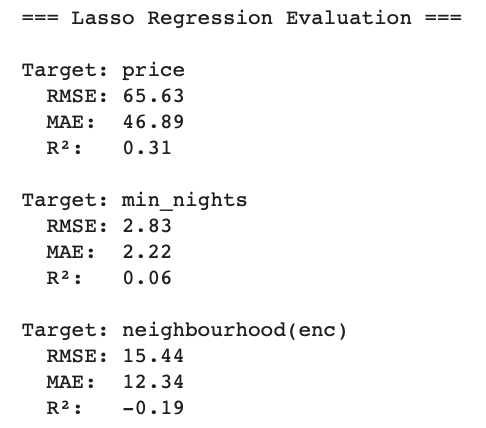 === Lasso Regression Evaluation ===
Target: price
RMSE: 65.63
MAE: 46.89
R²: 0.31
Target: min_nights
RMSE: 2.83
MAE: 2.22
R²: 0.06
Target: neighbourhood(enc)
RMSE: 15.44
MAE: 12.34
R²: -0.19